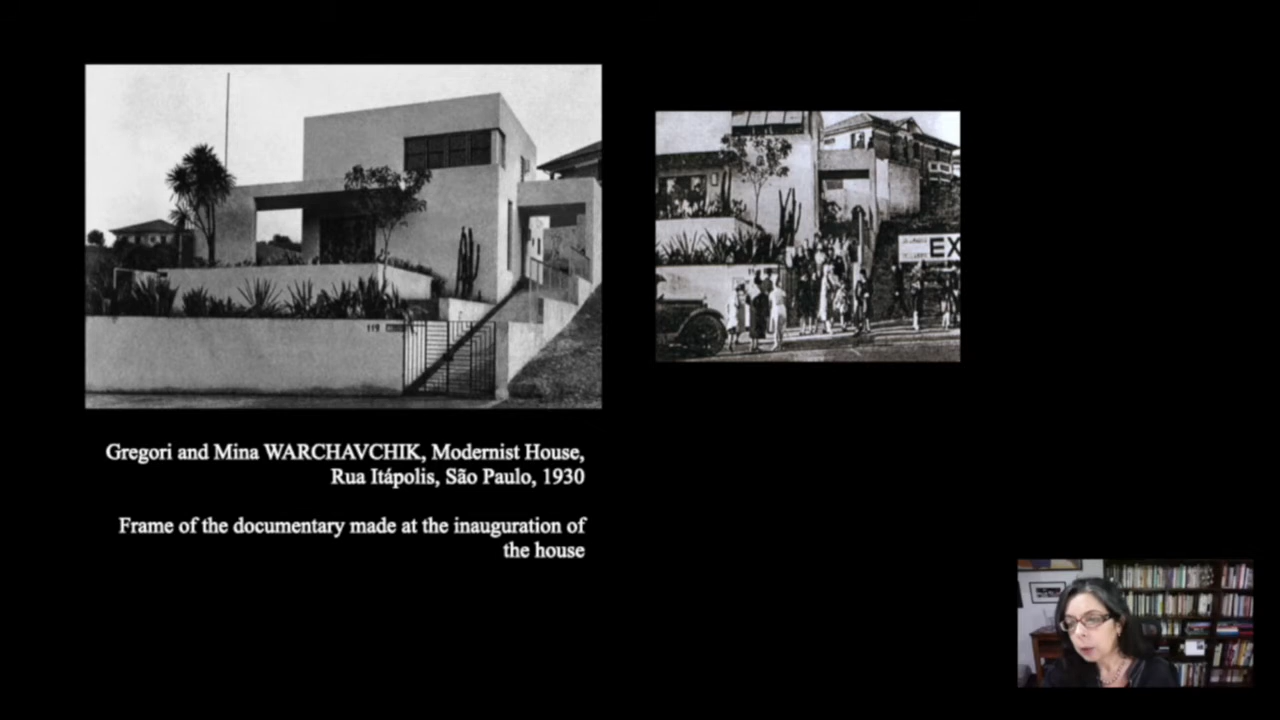 119
EX
Gregori and Mina WARCHAVCHIK, Modernist House,
Rua Itápolis, São Paulo, 1930
Frame of the documentary made at the inauguration of
the house